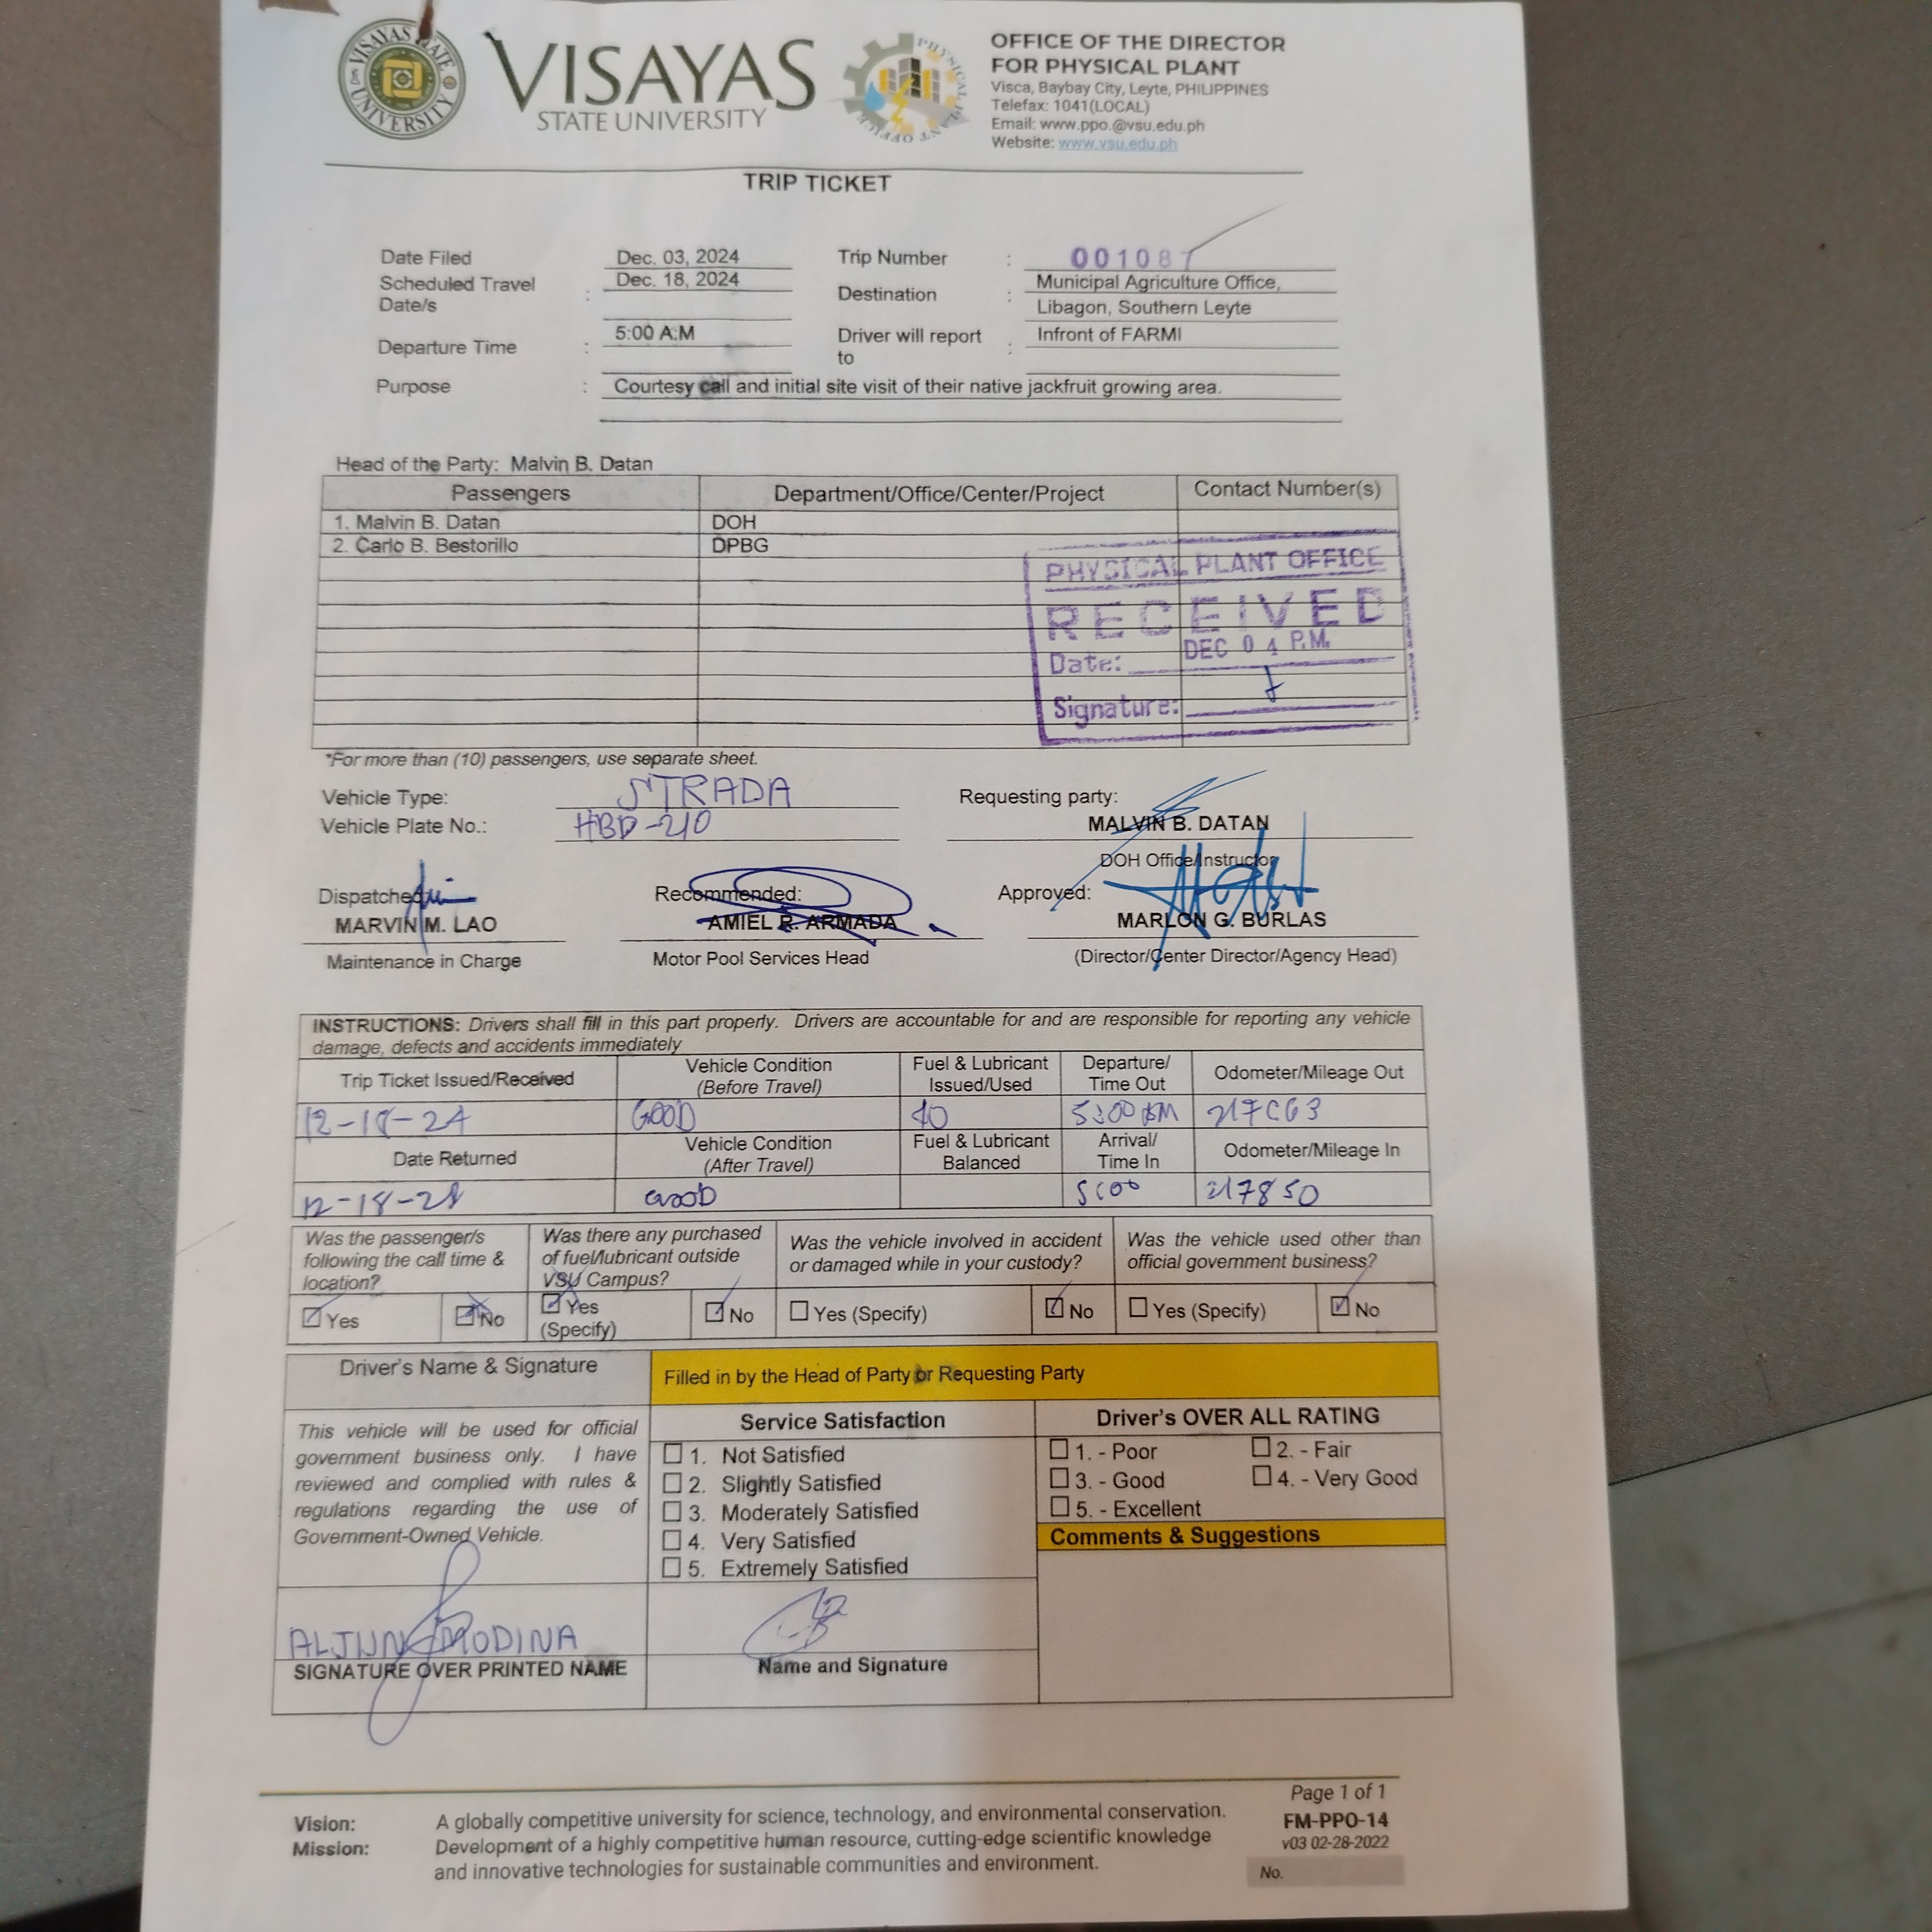 VISAYAS STATE UNIVERSITY
VISAYAS
STATE UNIVERSITY
PHYSICAL PLANT OFFICE
OFFICE OF THE DIRECTOR
FOR PHYSICAL PLANT
Visca, Baybay City, Leyte, PHILIPPINES
Telefax: 1041(LOCAL)
Email: www.ppo.@vsu.edu.ph
Website: www.vsu.edu.ph
TRIP TICKET
Date Filed Dec. 03, 2024 Trip Number : 001087
Scheduled Travel Date/s : Dec. 18, 2024 Destination : Municipal Agriculture Office, Libagon, Southern Leyte
Departure Time : 5:00 A:M Driver will report to : Infront of FARMI
Purpose : Courtesy call and initial site visit of their native jackfruit growing area.
Head of the Party: Malvin B. Datan
Passengers Department/Office/Center/Project Contact Number(s)
1. Malvin B. Datan DOH
2. Carlo B. Bestorillo DPBG
PHYSICAL PLANT OFFICE
RECEIVED
Date: DEC 04 P.M.
Signature:
*For more than (10) passengers, use separate sheet.
Vehicle Type: STRADA Requesting party:
Vehicle Plate No.: HBD-210 MALVIN B. DATAN
DOH Office/Instructor
Dispatched Recommended: Approved:
MARVIN M. LAO AMIEL R. ARMADA MARLON G. BURLAS
Maintenance in Charge Motor Pool Services Head (Director/Center Director/Agency Head)
INSTRUCTIONS: Drivers shall fill in this part properly. Drivers are accountable for and are responsible for reporting any vehicle
damage, defects and accidents immediately
Trip Ticket Issued/Received Vehicle Condition (Before Travel) Fuel & Lubricant Issued/Used Departure/ Time Out Odometer/Mileage Out
12-18-24 GOOD 40 5:00 AM
Date Returned Vehicle Condition (After Travel) Fuel & Lubricant Balanced Arrival/ Time In Odometer/Mileage In
12-18-24 GOOD 5:00 217850
Was the passenger/s following the call time & location? Was there any purchased of fuel/lubricant outside VSU Campus? Was the vehicle involved in accident or damaged while in your custody? Was the vehicle used other than official government business?
Yes No Yes (Specify) No Yes (Specify) No Yes (Specify) No
Driver's Name & Signature Filled in by the Head of Party or Requesting Party
This vehicle will be used for official
government business only. I have
reviewed and complied with rules &
regulations regarding the use of
Government-Owned Vehicle.
Service Satisfaction
1. Not Satisfied
2. Slightly Satisfied
3. Moderately Satisfied
4. Very Satisfied
5. Extremely Satisfied
Driver's OVER ALL RATING
1. - Poor 2. - Fair
3. - Good 4. - Very Good
5. - Excellent
Comments & Suggestions
ALJUN MODINA
SIGNATURE OVER PRINTED NAME Name and Signature
Vision: A globally competitive university for science, technology, and environmental conservation.
Mission: Development of a highly competitive human resource, cutting-edge scientific knowledge
and innovative technologies for sustainable communities and environment.
Page 1 of 1
FM-PPO-14
v03 02-28-2022
No.